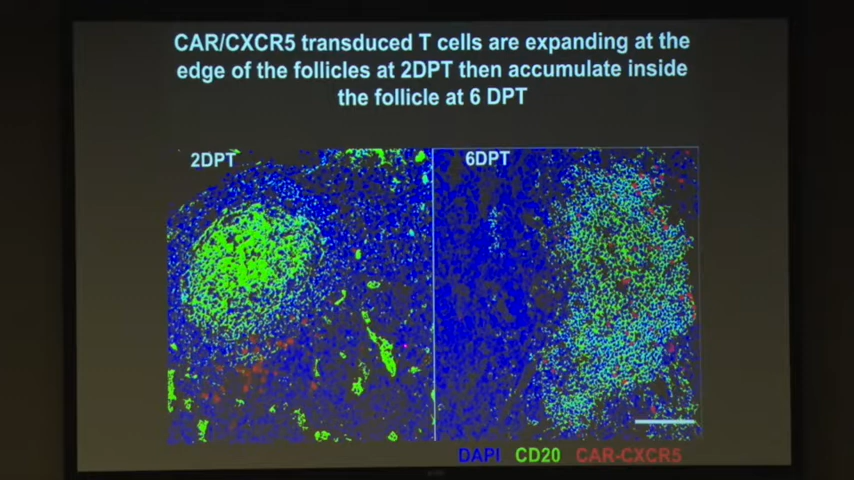 CAR/CXCR5 transduced T cells are expanding at the
edge of the follicles at 2DPT then accumulate inside
the follicle at 6 DPT
2DPT
6DPT
DAPI CD20 CAR-CXCR5